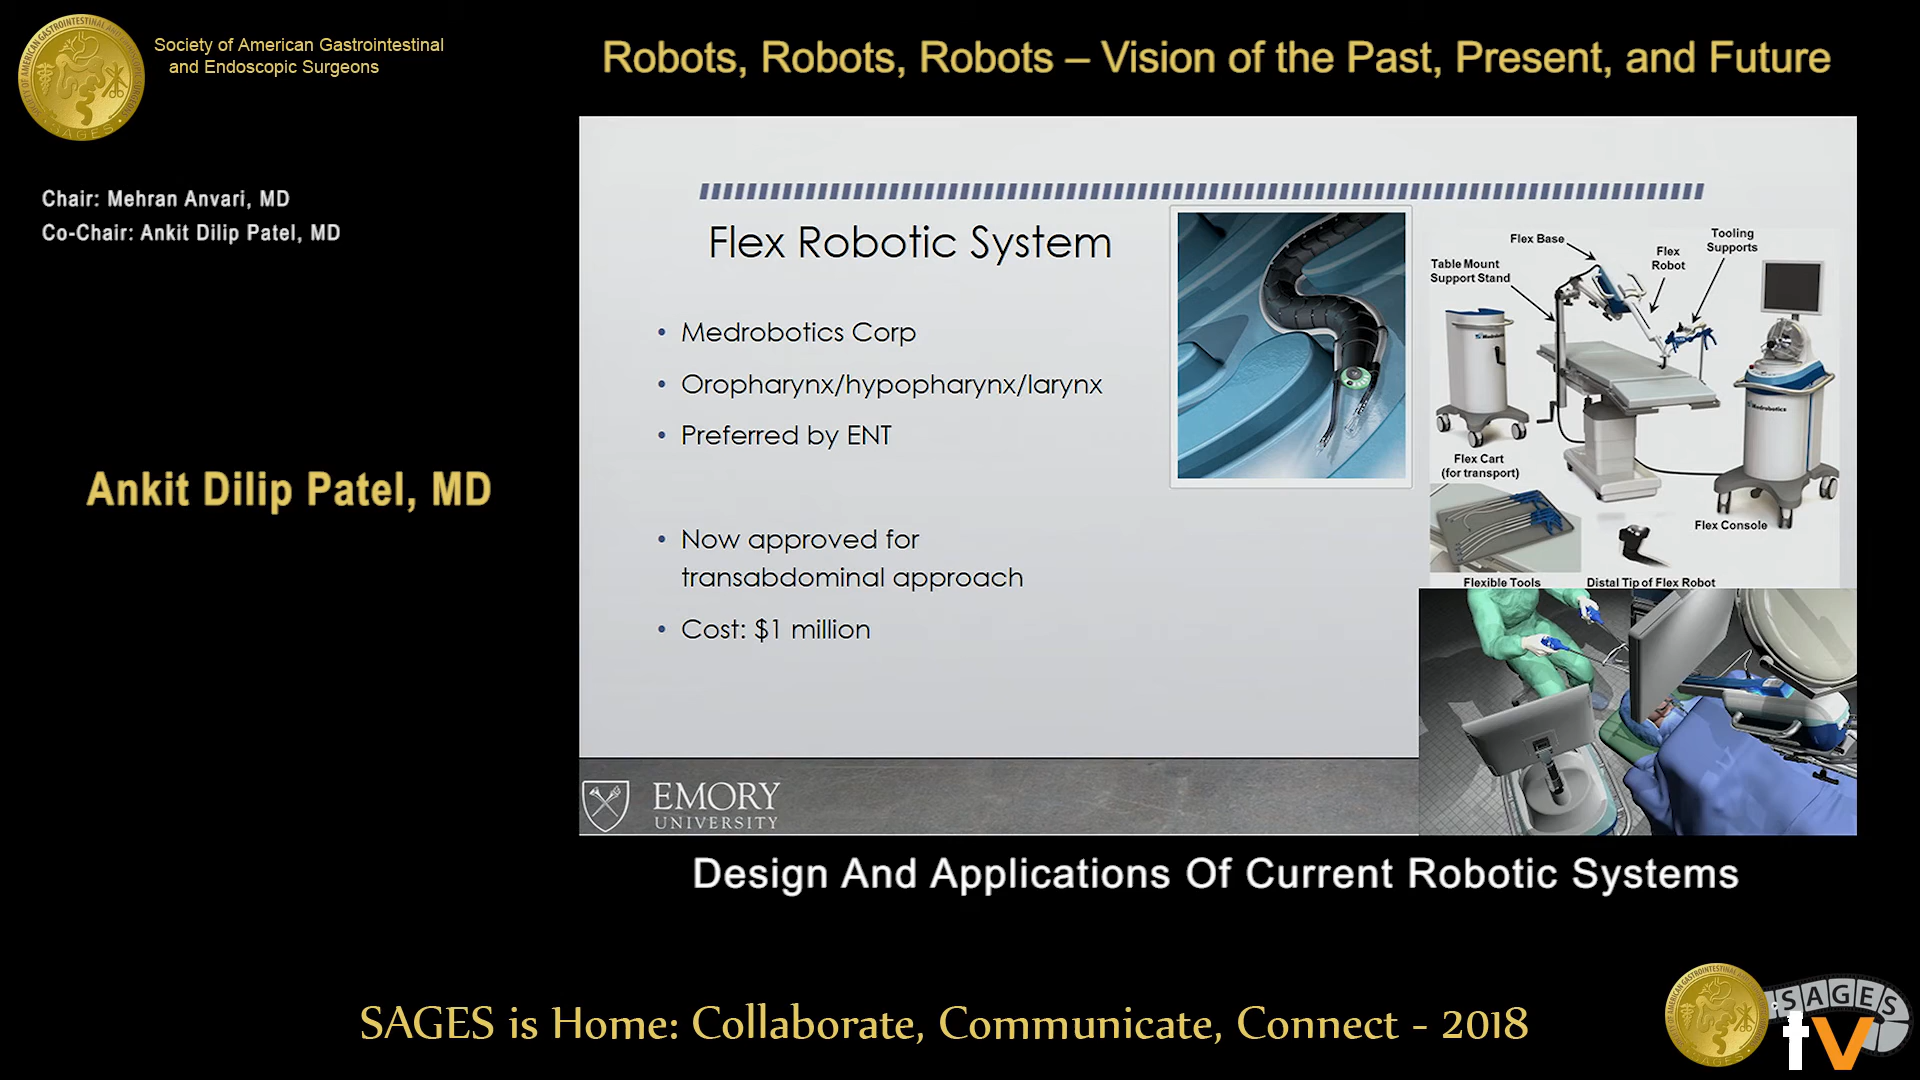 Society of American Gastrointestinal
and Endoscopic Surgeons
Robots, Robots, Robots – Vision of the Past, Present, and Future
Chair: Mehran Anvari, MD
Co-Chair: Ankit Dilip Patel, MD
Ankit Dilip Patel, MD
Flex Robotic System
• Medrobotics Corp
• Oropharynx/hypopharynx/larynx
• Preferred by ENT
• Now approved for
transabdominal approach
• Cost: $1 million
Flex Base
Tooling
Supports
Flex
Robot
Table Mount
Support Stand
Medrobotics
Medrobotics
Flex Cart
(for transport)
Flex Console
Flexible Tools
Distal Tip of Flex Robot
EMORY
UNIVERSITY
Design And Applications Of Current Robotic Systems
SAGES is Home: Collaborate, Communicate, Connect - 2018
SAGES
tv